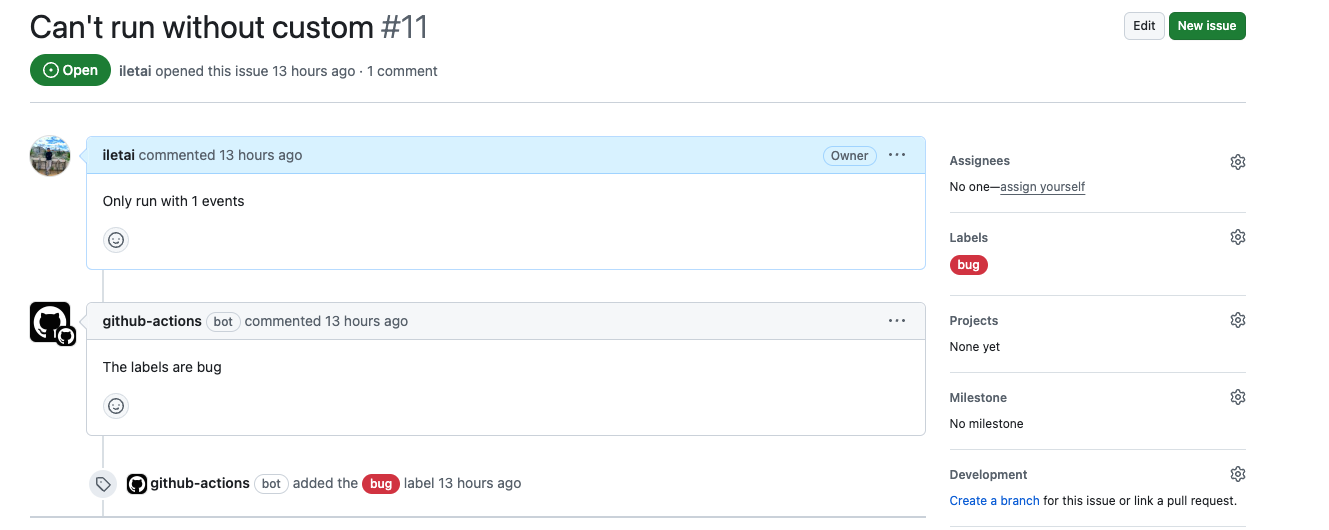 Can't run without custom #11
Edit
New issue
Open
iletai opened this issue 13 hours ago · 1 comment
iletai commented 13 hours ago
Owner
Only run with 1 events
github-actions bot commented 13 hours ago
The labels are bug
github-actions bot added the bug label 13 hours ago
Assignees
No one—assign yourself
Labels
bug
Projects
None yet
Milestone
No milestone
Development
Create a branch for this issue or link a pull request.